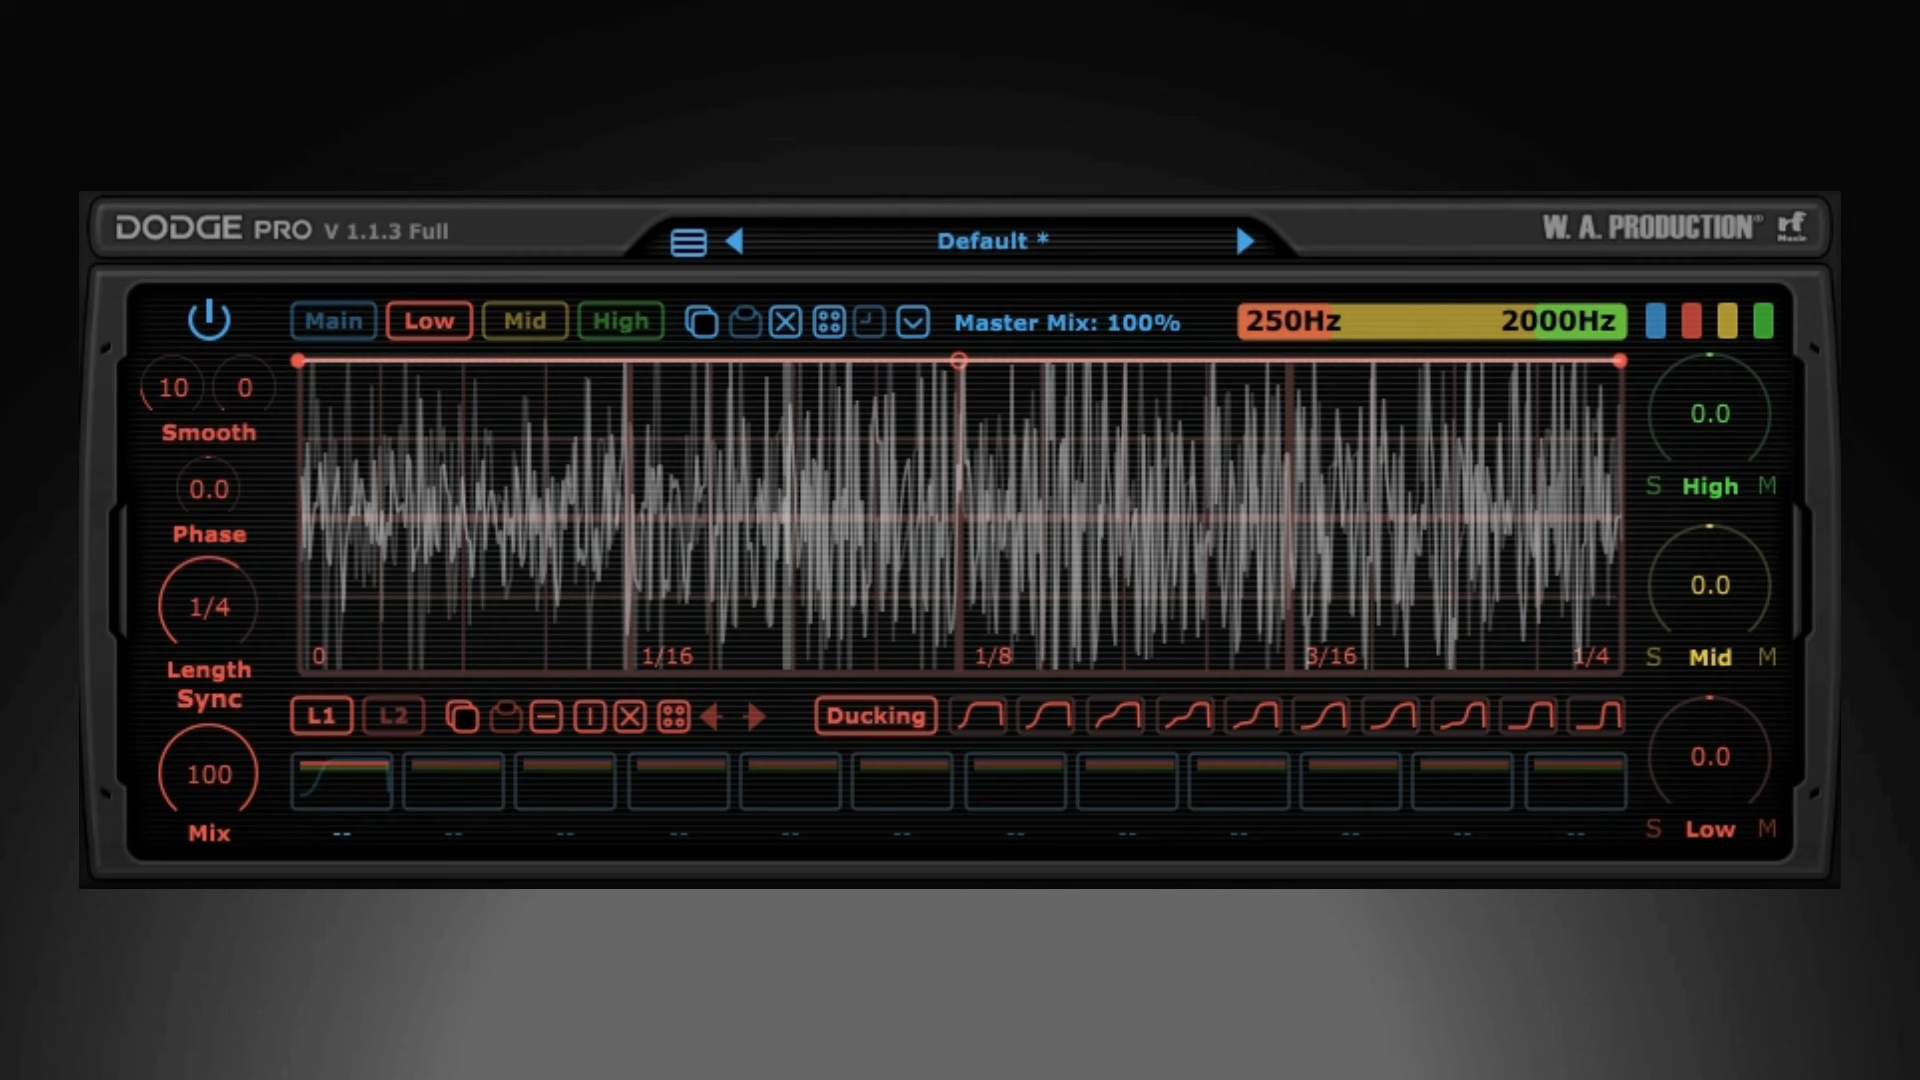 DODGE PRO V 1.1.3 Full
Default *
W. A. PRODUCTION®
Music
Main
Low
Mid
High
Master Mix: 100%
250Hz
2000Hz
10 0
Smooth
0.0
Phase
1/4
Length
Sync
100
Mix
0 1/16 1/8 3/16 1/4
L1
L2
Ducking
-- -- -- -- -- -- -- -- -- -- -- --
0.0
S High M
0.0
S Mid M
0.0
S Low M